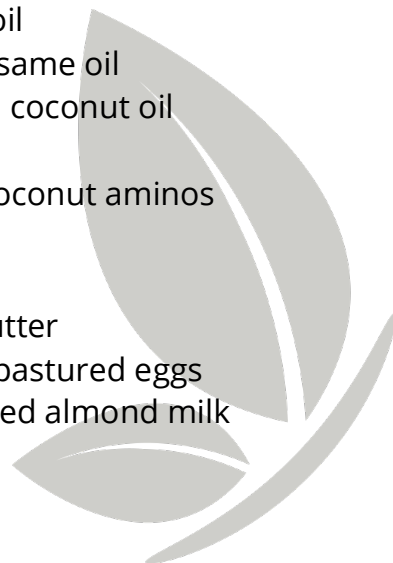 oil
same oil
coconut oil
oconut aminos
utter
pastured eggs
ed almond milk